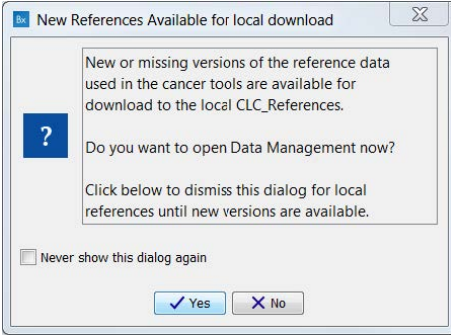 Bx New References Available for local download
New or missing versions of the reference data
used in the cancer tools are available for
download to the local CLC_References.
Do you want to open Data Management now?
Click below to dismiss this dialog for local
references until new versions are available.
Never show this dialog again
Yes No